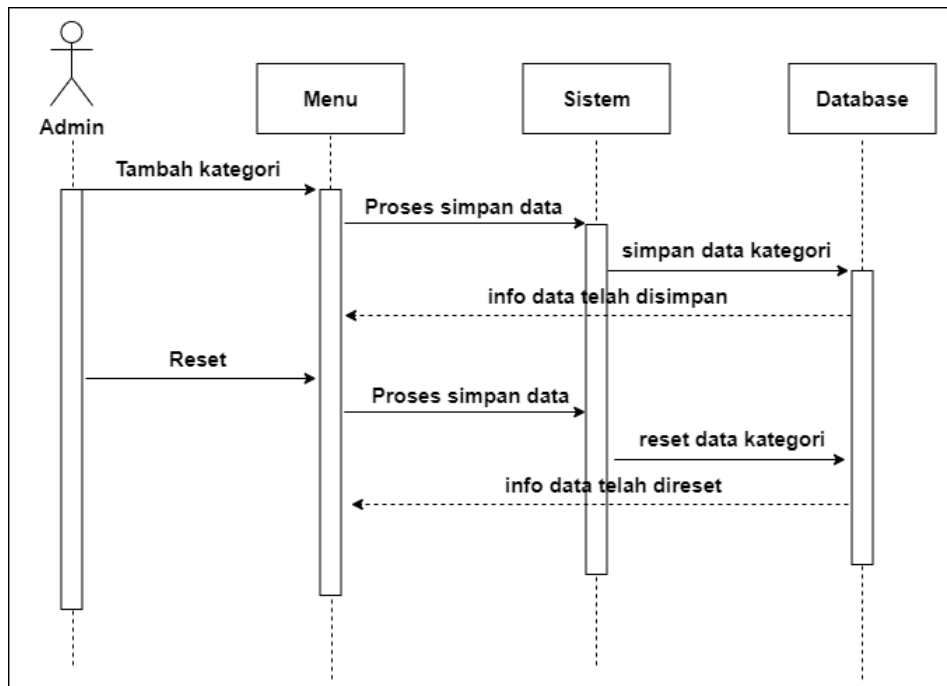 Admin
Menu
Sistem
Database
Tambah kategori
Proses simpan data
simpan data kategori
info data telah disimpan
Reset
Proses simpan data
reset data kategori
info data telah direset